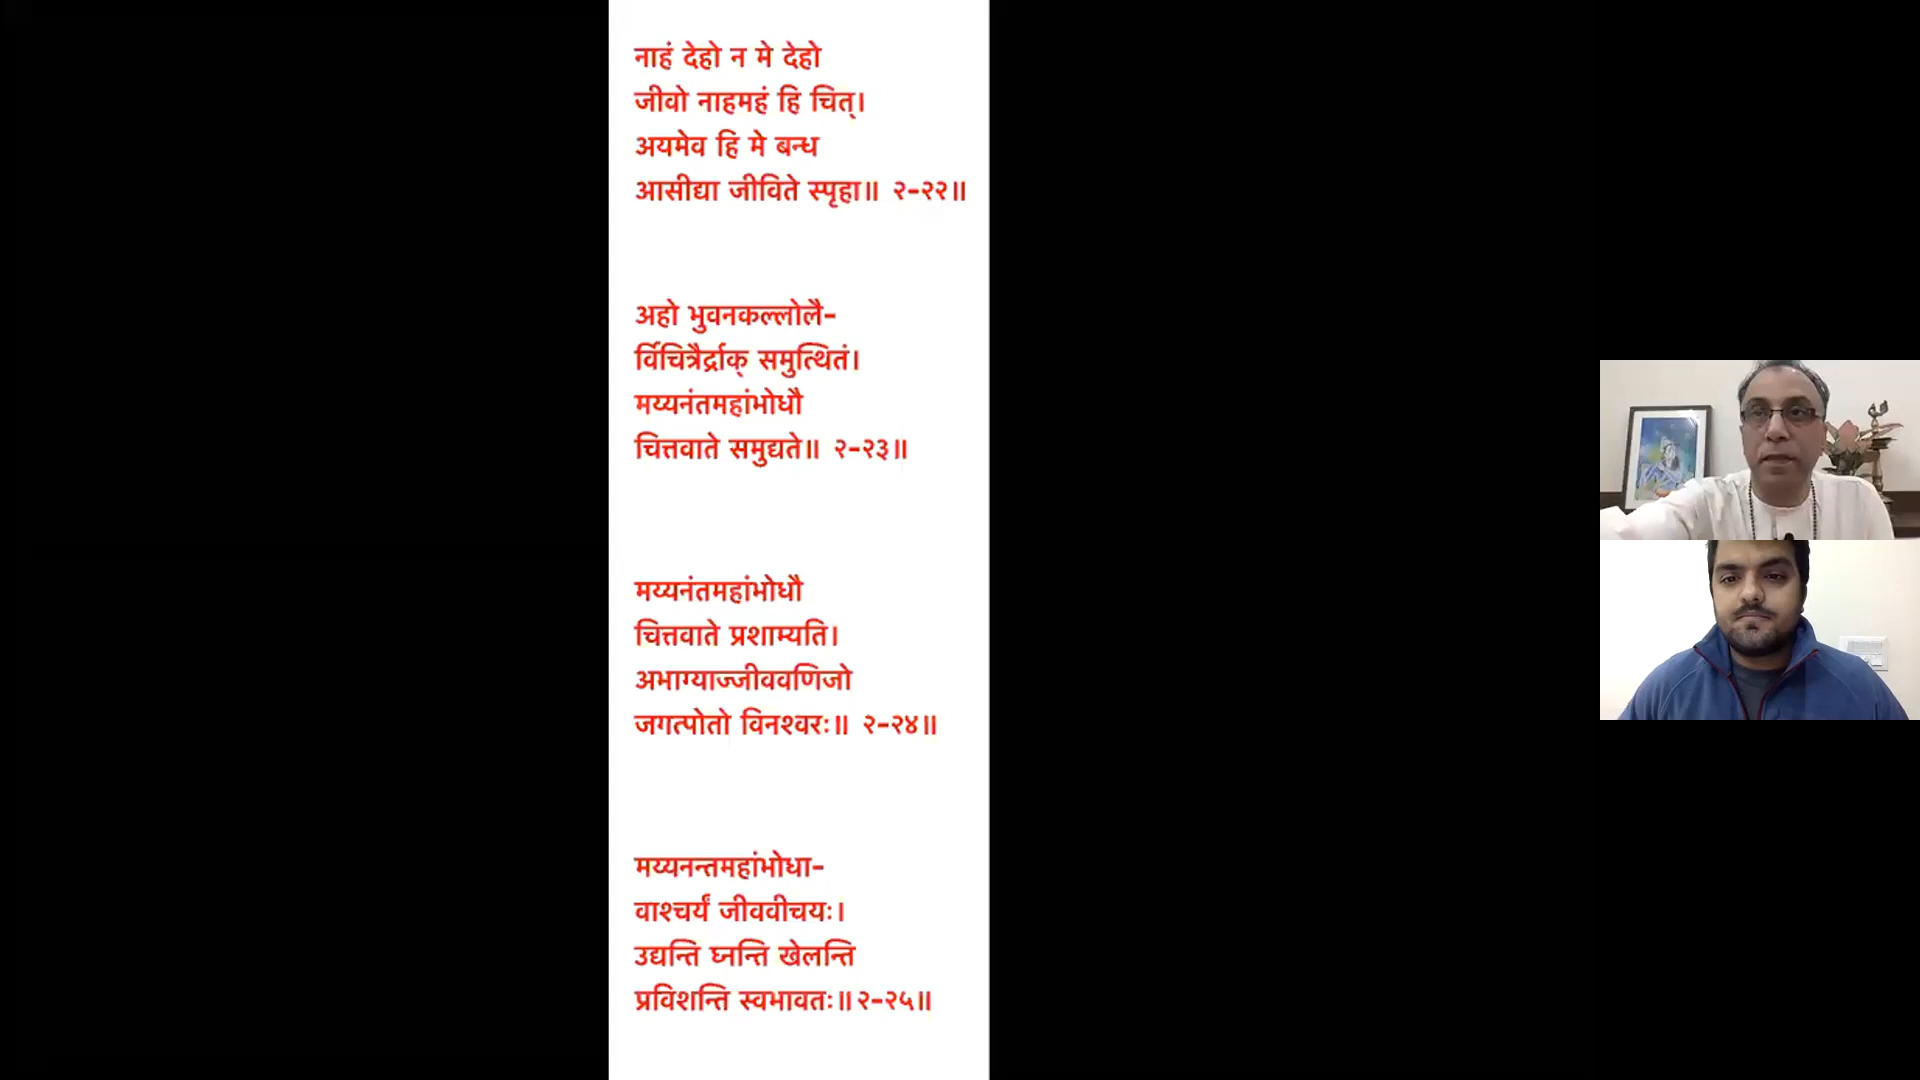 नाहं देहो न मे देहो
जीवो नाहमहं हि चित्।
अयमेव हि मे बन्ध
आसीद्या जीविते स्पृहा॥ २-२२॥
अहो भुवनकल्लोलै-
र्विचित्रैर्द्राक् समुत्थितं।
मय्यनंतमहांभोधौ
चित्तवाते समुद्यते॥ २-२३॥
मय्यनंतमहांभोधौ
चित्तवाते प्रशाम्यति।
अभाग्याज्जीववणिजो
जगत्पोतो विनश्वरः॥ २-२४॥
मय्यनन्तमहांभोधा-
वाश्चर्यं जीववीचयः।
उद्यन्ति घ्नन्ति खेलन्ति
प्रविशन्ति स्वभावतः॥२-२५॥